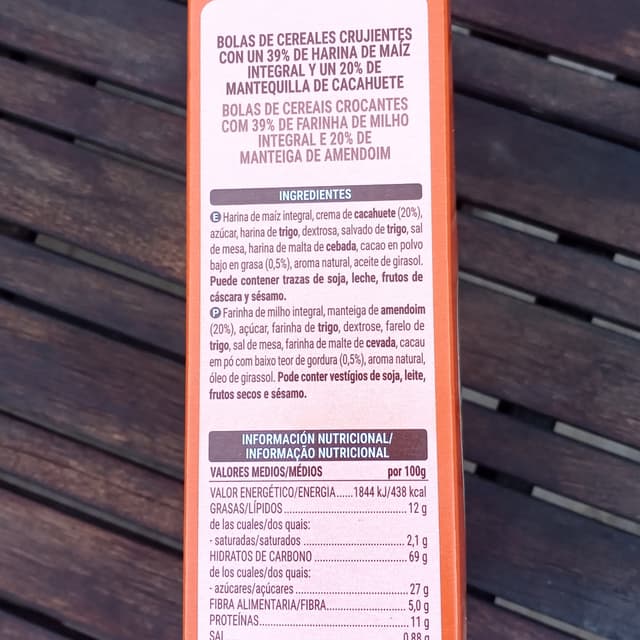 BOLAS DE CEREALES CRUJIENTES
CON UN 39% DE HARINA DE MAÍZ
INTEGRAL Y UN 20% DE
MANTEQUILLA DE CACAHUETE
BOLAS DE CEREAIS CROCANTES
COM 39% DE FARINHA DE MILHO
INTEGRAL E 20% DE
MANTEIGA DE AMENDOIM
INGREDIENTES
E Harina de maíz integral, crema de cacahuete (20%),
azúcar, harina de trigo, dextrosa, salvado de trigo, sal
de mesa, harina de malta de cebada, cacao en polvo
bajo en grasa (0,5%), aroma natural, aceite de girasol.
Puede contener trazas de soja, leche, frutos de
cáscara y sésamo.
P Farinha de milho integral, manteiga de amendoim
(20%), açúcar, farinha de trigo, dextrose, farelo de
trigo, sal de mesa, farinha de malte de cevada, cacau
em pó com baixo teor de gordura (0,5%), aroma natural,
óleo de girassol. Pode conter vestígios de soja, leite,
frutos secos e sésamo.
INFORMACIÓN NUTRICIONAL/
INFORMAÇÃO NUTRICIONAL
VALORES MEDIOS/MÉDIOS por 100g
VALOR ENERGÉTICO/ENERGIA.....1844 kJ/438 kcal
GRASAS/LÍPIDOS.....12 g
de las cuales/dos quais:
- saturadas/saturados.....2,1 g
HIDRATOS DE CARBONO.....69 g
de los cuales/dos quais:
- azúcares/açúcares.....27 g
FIBRA ALIMENTARIA/FIBRA.....5,0 g
PROTEÍNAS.....11 g
SAL.....0,88 g